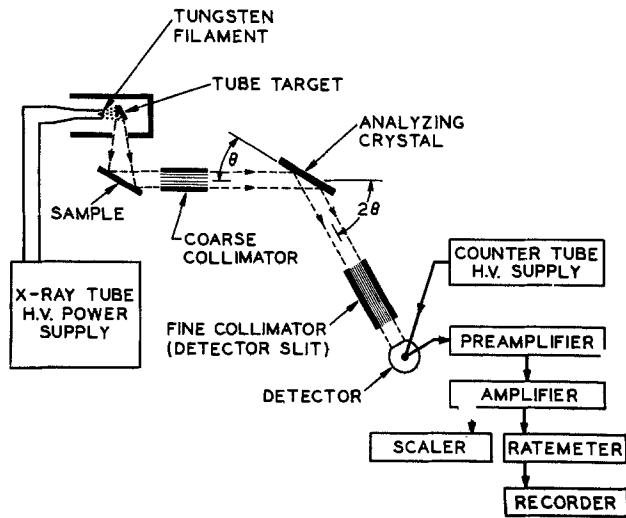 TUNGSTEN
FILAMENT
TUBE TARGET
ANALYZING
CRYSTAL
θ
SAMPLE
2θ
COARSE
COLLIMATOR
COUNTER TUBE
H.V. SUPPLY
X-RAY TUBE
H.V. POWER
SUPPLY
FINE COLLIMATOR
(DETECTOR SLIT)
PREAMPLIFIER
DETECTOR
AMPLIFIER
SCALER
RATEMETER
RECORDER